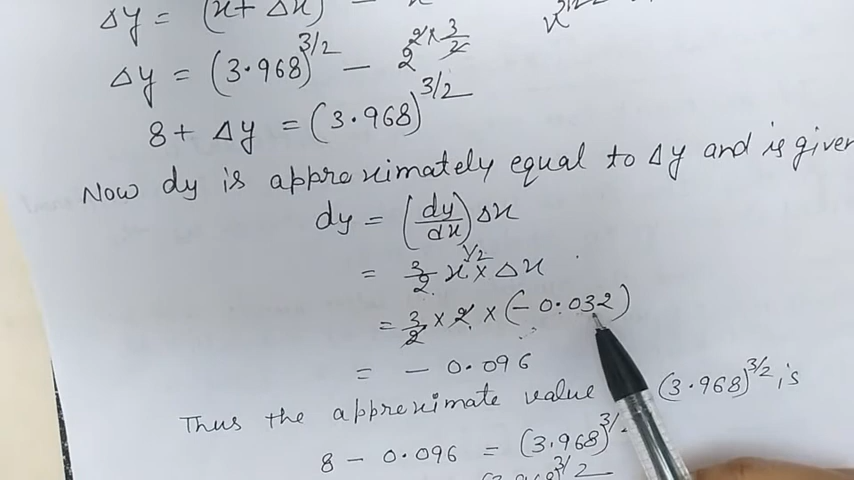 Δy = (x + Δx) -
x^3/2
Δy = (3.968)^3/2 - 2^2×3/2
8 + Δy = (3.968)^3/2
Now dy is approximately equal to Δy and is given
dy = (dy/dx) Δx
= 3/2 x^1/2 × Δx
= 3/2 × 2 × (-0.032)
= - 0.096
Thus the approximate value (3.968)^3/2 is
8 - 0.096 = (3.968)^3/